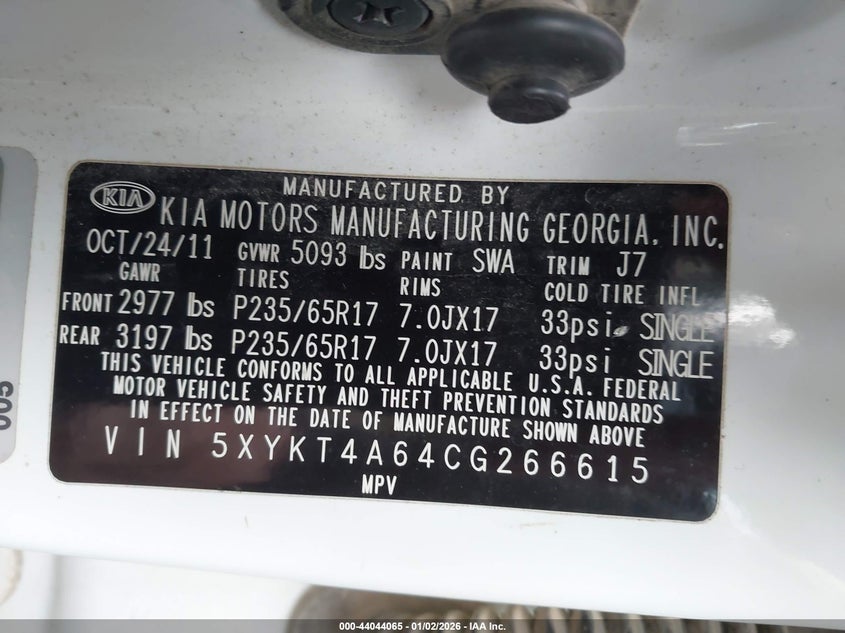 MANUFACTURED BY
KIA KIA MOTORS MANUFACTURING GEORGIA, INC.
OCT/24/11 GVWR 5093 lbs PAINT SWA TRIM J7
GAWR TIRES RIMS COLD TIRE INFL
FRONT 2977 lbs P235/65R17 7.0JX17 33psi SINGLE
REAR 3197 lbs P235/65R17 7.0JX17 33psi SINGLE
THIS VEHICLE CONFORMS TO ALL APPLICABLE U.S.A. FEDERAL
MOTOR VEHICLE SAFETY AND THEFT PREVENTION STANDARDS
IN EFFECT ON THE DATE OF MANUFACTURE SHOWN ABOVE
VIN 5XYKT4A64CG266615
MPV
000-44044065 - 01/02/2026 - IAA Inc.